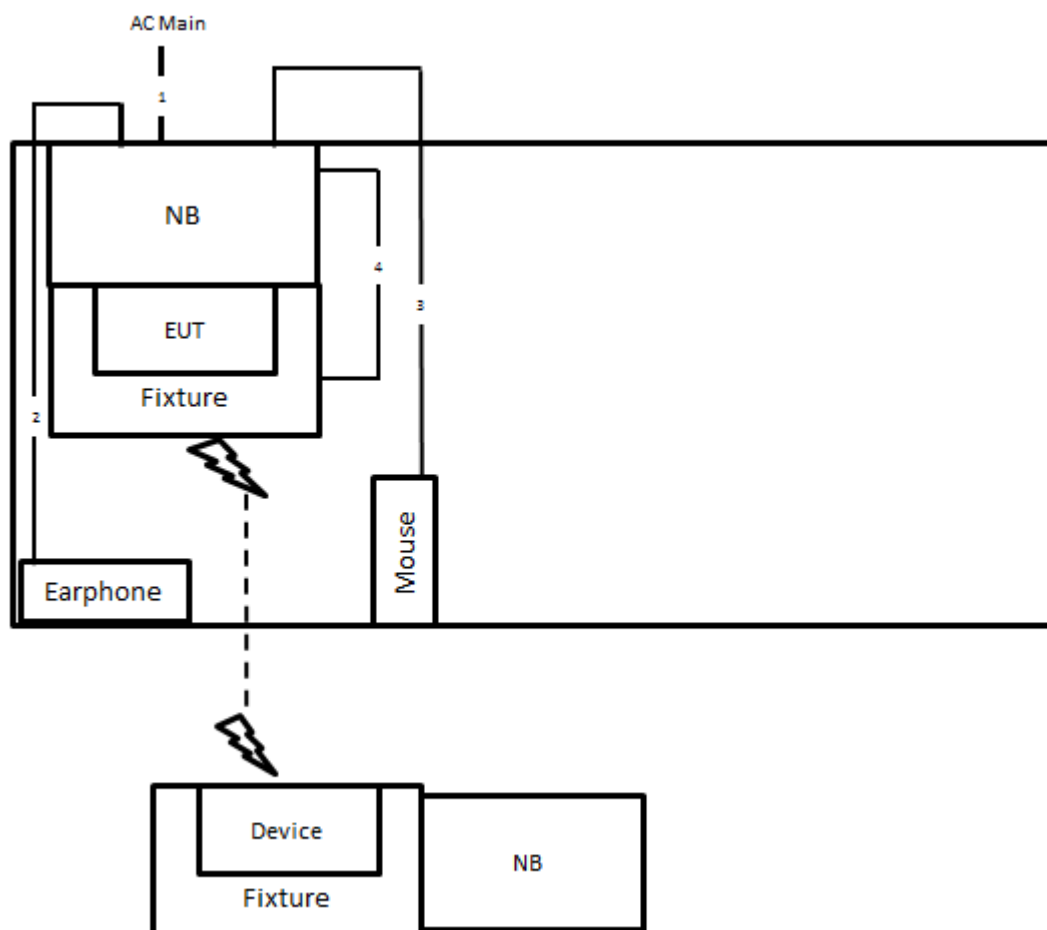 AC Main
1
NB
4
3
EUT
Fixture
2
Mouse
Earphone
Device
NB
Fixture